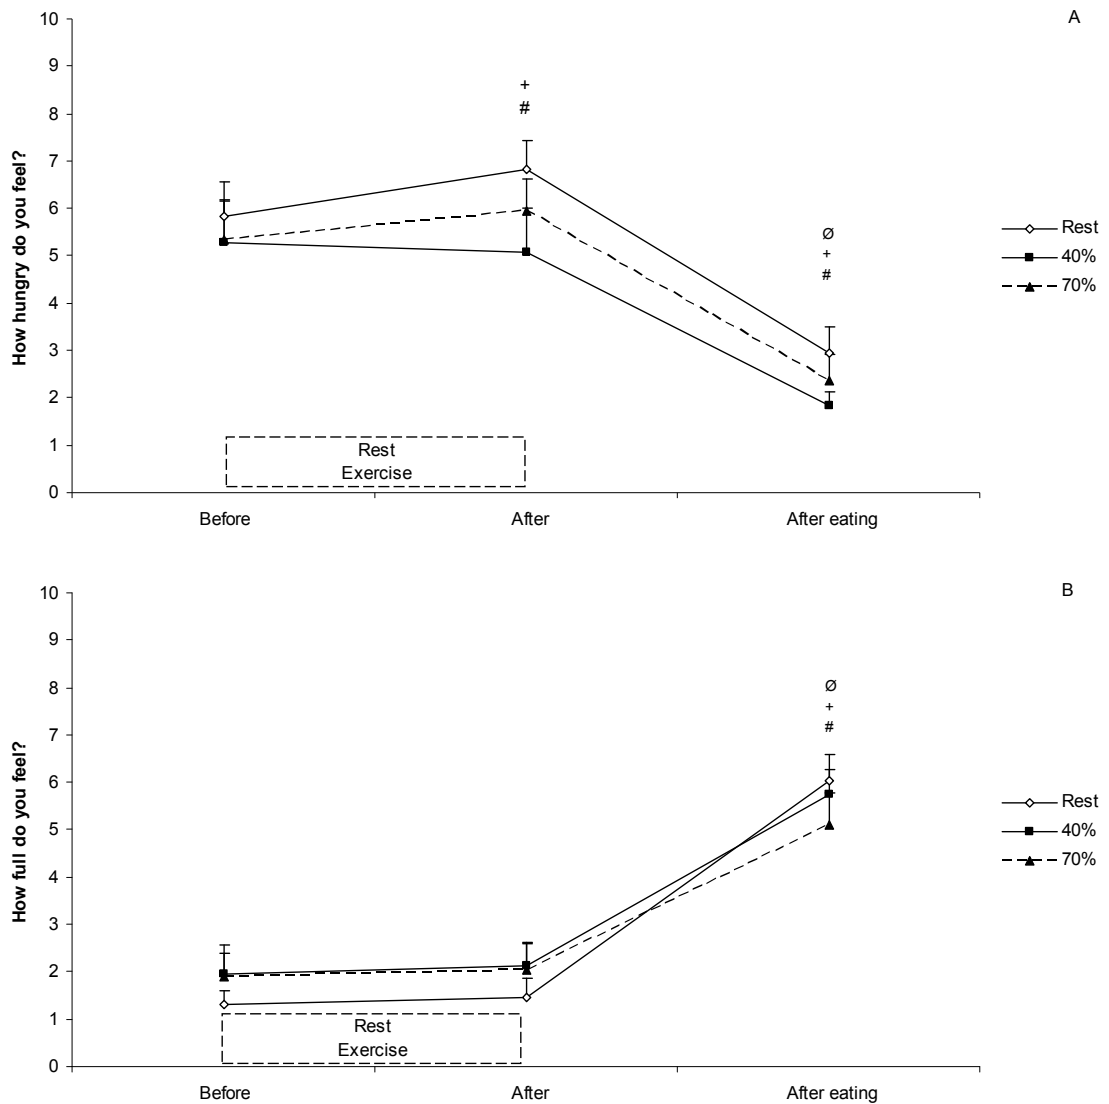 A
10
9
8
7
6
5
4
3
2
1
0
How hungry do you feel?
+
#
Ø
+
#
Rest
40%
70%
Rest
Exercise
Before
After
After eating
B
10
9
8
7
6
5
4
3
2
1
0
How full do you feel?
Ø
+
#
Rest
40%
70%
Rest
Exercise
Before
After
After eating